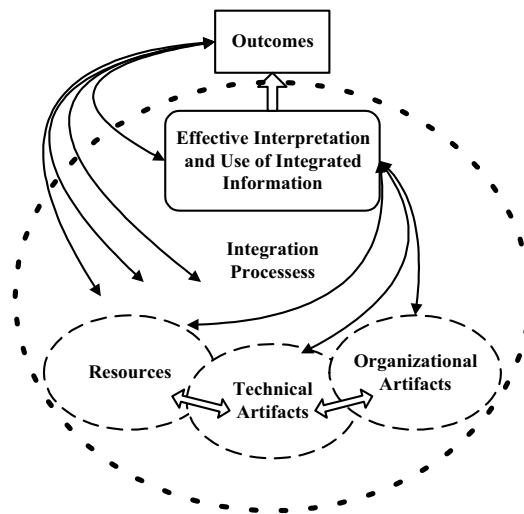 Outcomes
Effective Interpretation
and Use of Integrated
Information
Integration
Processess
Resources
Technical
Artifacts
Organizational
Artifacts